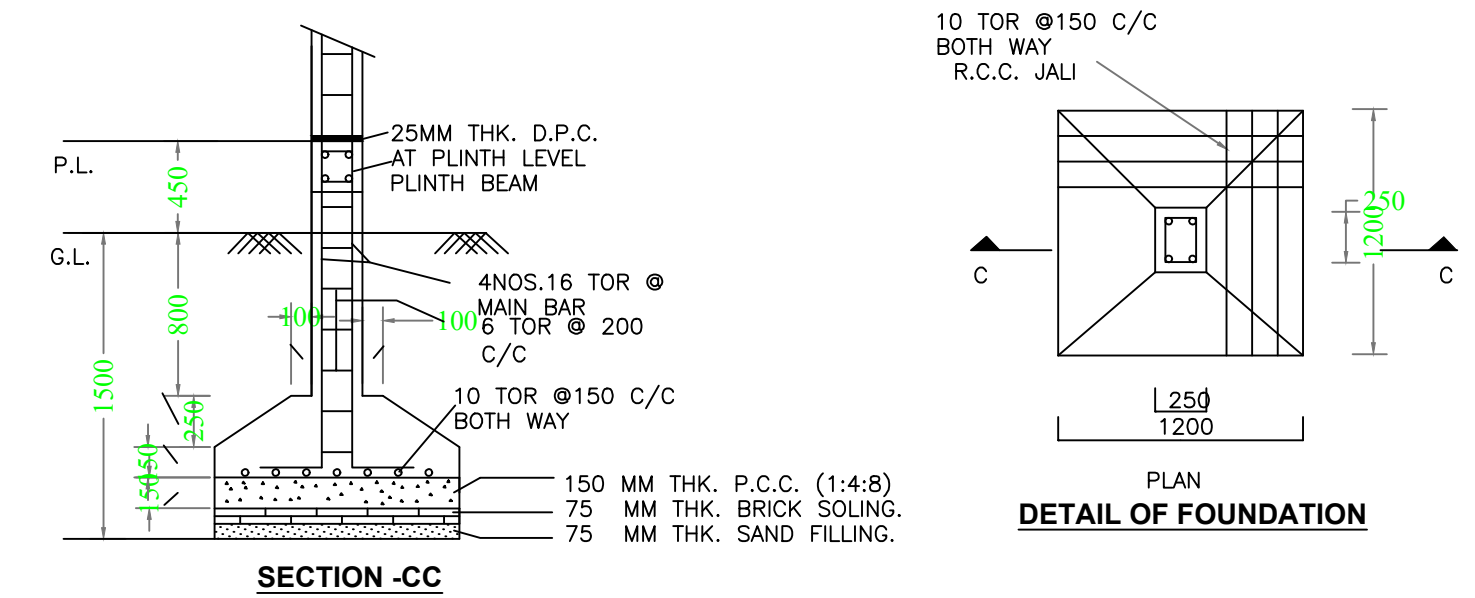 10 TOR @150 C/C
BOTH WAY
R.C.C. JALI
25MM THK. D.P.C.
AT PLINTH LEVEL
PLINTH BEAM
P.L.
450
G.L.
4NOS.16 TOR @
MAIN BAR
6 TOR @ 200
C/C
100
100
800
1500
10 TOR @150 C/C
BOTH WAY
250
150
150
150 MM THK. P.C.C. (1:4:8)
75 MM THK. BRICK SOLING.
75 MM THK. SAND FILLING.
SECTION -CC
250
1200
C
C
250
1200
PLAN
DETAIL OF FOUNDATION